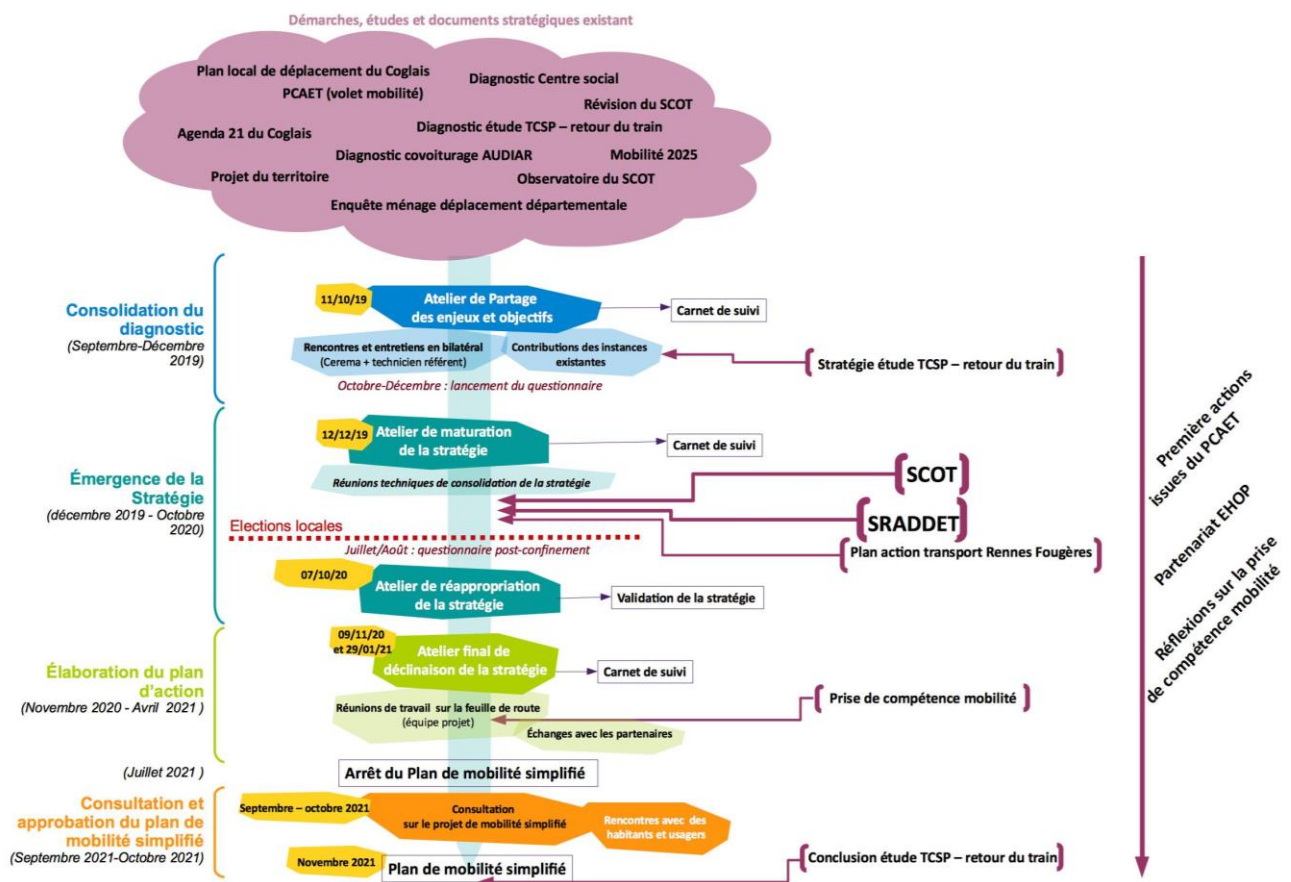 Démarches, études et documents stratégiques existant
Plan local de déplacement du Coglais
Diagnostic Centre social
PCAET (volet mobilité)
Révision du SCOT
Agenda 21 du Coglais
Diagnostic étude TCSP – retour du train
Diagnostic covoiturage AUDIAR
Mobilité 2025
Projet du territoire
Observatoire du SCOT
Enquête ménage déplacement départementale
Consolidation du
diagnostic
(Septembre-Décembre
2019)
11/10/19
Atelier de Partage
des enjeux et objectifs
Carnet de suivi
Rencontres et entretiens en bilatéral
(Cerema + technicien référent)
Contributions des instances
existantes
Stratégie étude TCSP – retour du train
Octobre-Décembre : lancement du questionnaire
Émergence de la
Stratégie
(décembre 2019 - Octobre
2020)
12/12/19
Atelier de maturation
de la stratégie
Carnet de suivi
Réunions techniques de consolidation de la stratégie
SCOT
SRADDET
Plan action transport Rennes Fougères
Elections locales
Juillet/Août : questionnaire post-confinement
07/10/20
Atelier de réappropriation
de la stratégie
Validation de la stratégie
Élaboration du plan
d'action
(Novembre 2020 - Avril 2021 )
09/11/20
et 29/01/21
Atelier final de
déclinaison de la stratégie
Carnet de suivi
Réunions de travail sur la feuille de route
(équipe projet)
Échanges avec les partenaires
Prise de compétence mobilité
(Juillet 2021 )
Arrêt du Plan de mobilité simplifié
Consultation et
approbation du plan de
mobilité simplifié
(Septembre 2021-Octobre 2021)
Septembre – octobre 2021
Consultation
sur le projet de mobilité simplifié
Rencontres avec des
habitants et usagers
Novembre 2021
Plan de mobilité simplifié
Conclusion étude TCSP – retour du train
Première actions
issues du PCAET
Partenariat EHOP
Réflexions sur la prise
de compétence mobilité